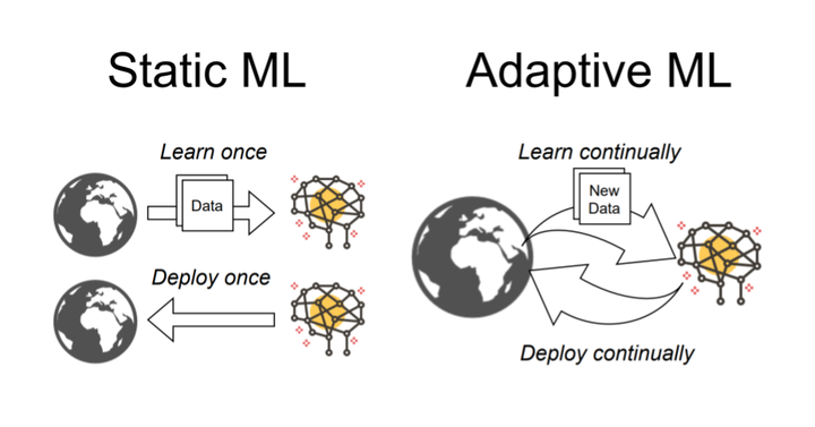 Static ML
Adaptive ML
Learn once
Data
Deploy once
Learn continually
New
Data
Deploy continually